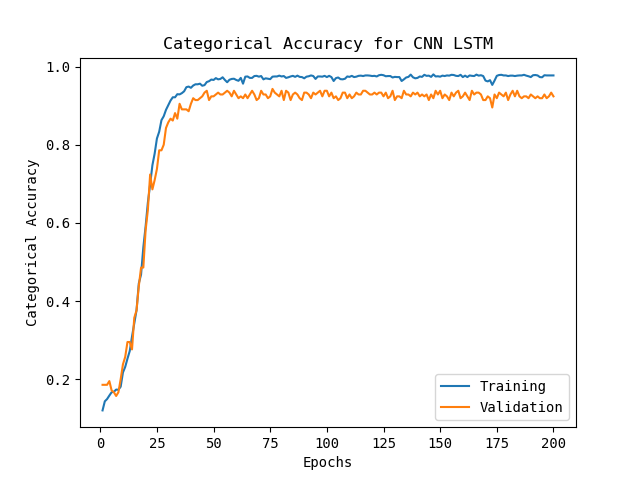 Categorical Accuracy for CNN LSTM
1.0
0.8
0.6
0.4
0.2
Categorical Accuracy
0 25 50 75 100 125 150 175 200
Epochs
Training
Validation